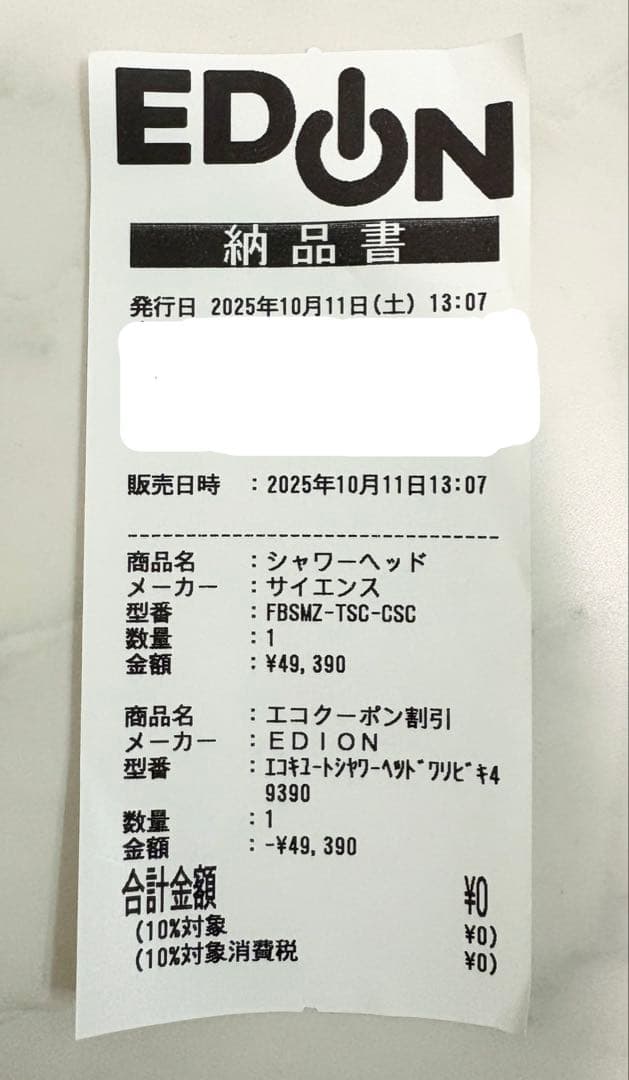 EDION
納品書
発行日 2025年10月11日(土) 13:07
販売日時 :2025年10月11日13:07
商品名 :シャワーヘッド
メーカー :サイエンス
型番 :FBSMZ-TSC-CSC
数量 :1
金額 :¥49,390
商品名 :エコクーポン割引
メーカー :EDION
型番 :ｴｺｷﾕｰﾄｼﾔﾜｰﾍﾂﾄﾞﾜﾘﾋﾞｷ4
9390
数量 :1
金額 :-¥49,390
合計金額 ¥0
(10%対象 ¥0)
(10%対象消費税 ¥0)